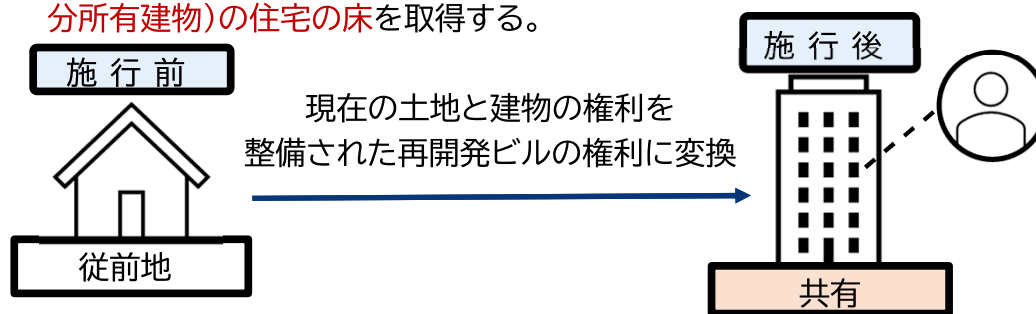 分所有建物)の住宅の床を取得する。
施行前
施行後
現在の土地と建物の権利を
整備された再開発ビルの権利に変換
従前地
共有